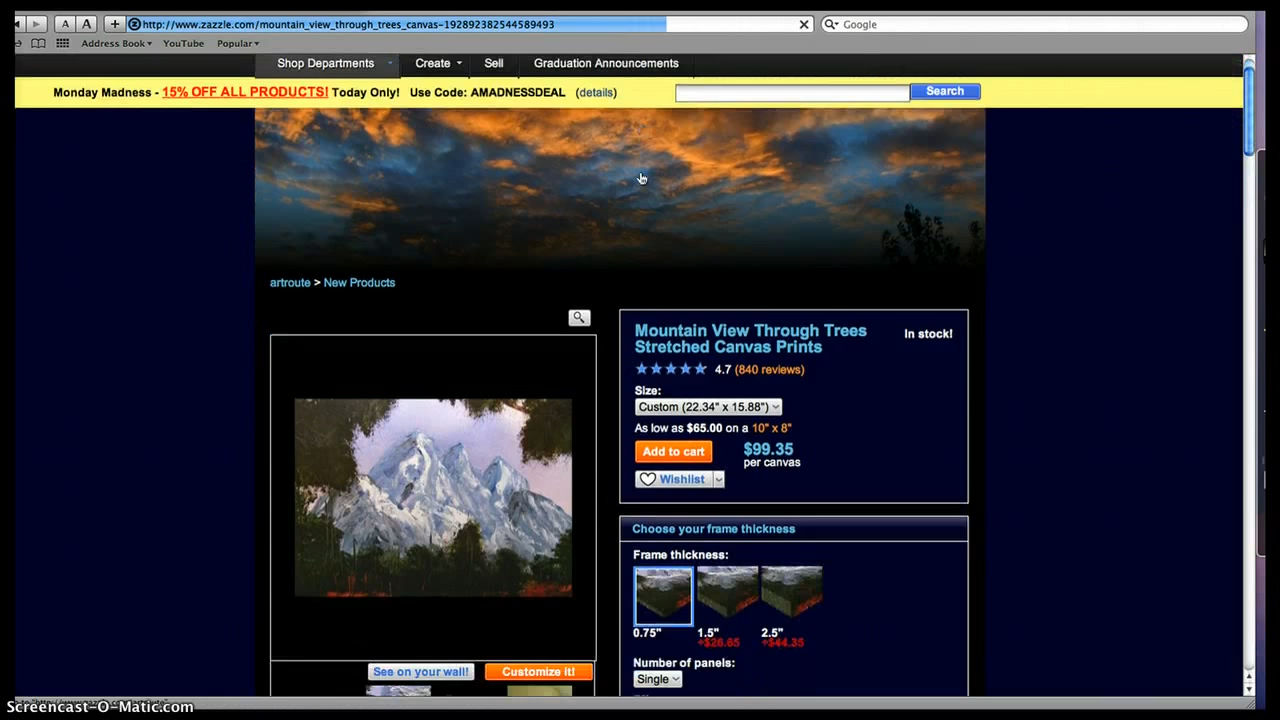 A A + http://www.zazzle.com/mountain_view_through_trees_canvas-192892382544589493 Google
Address Book YouTube Popular
Shop Departments Create Sell Graduation Announcements
Monday Madness - 15% OFF ALL PRODUCTS! Today Only! Use Code: AMADNESSDEAL (details) Search
artroute > New Products
Mountain View Through Trees
Stretched Canvas Prints
In stock!
4.7 (840 reviews)
Size:
Custom (22.34" x 15.88")
As low as $65.00 on a 10" x 8"
Add to cart $99.35
per canvas
Wishlist
Choose your frame thickness
Frame thickness:
0.75" 1.5" 2.5"
+$26.65 +$44.35
Number of panels:
Single
See on your wall! Customize it!
Screencast-O-Matic.com